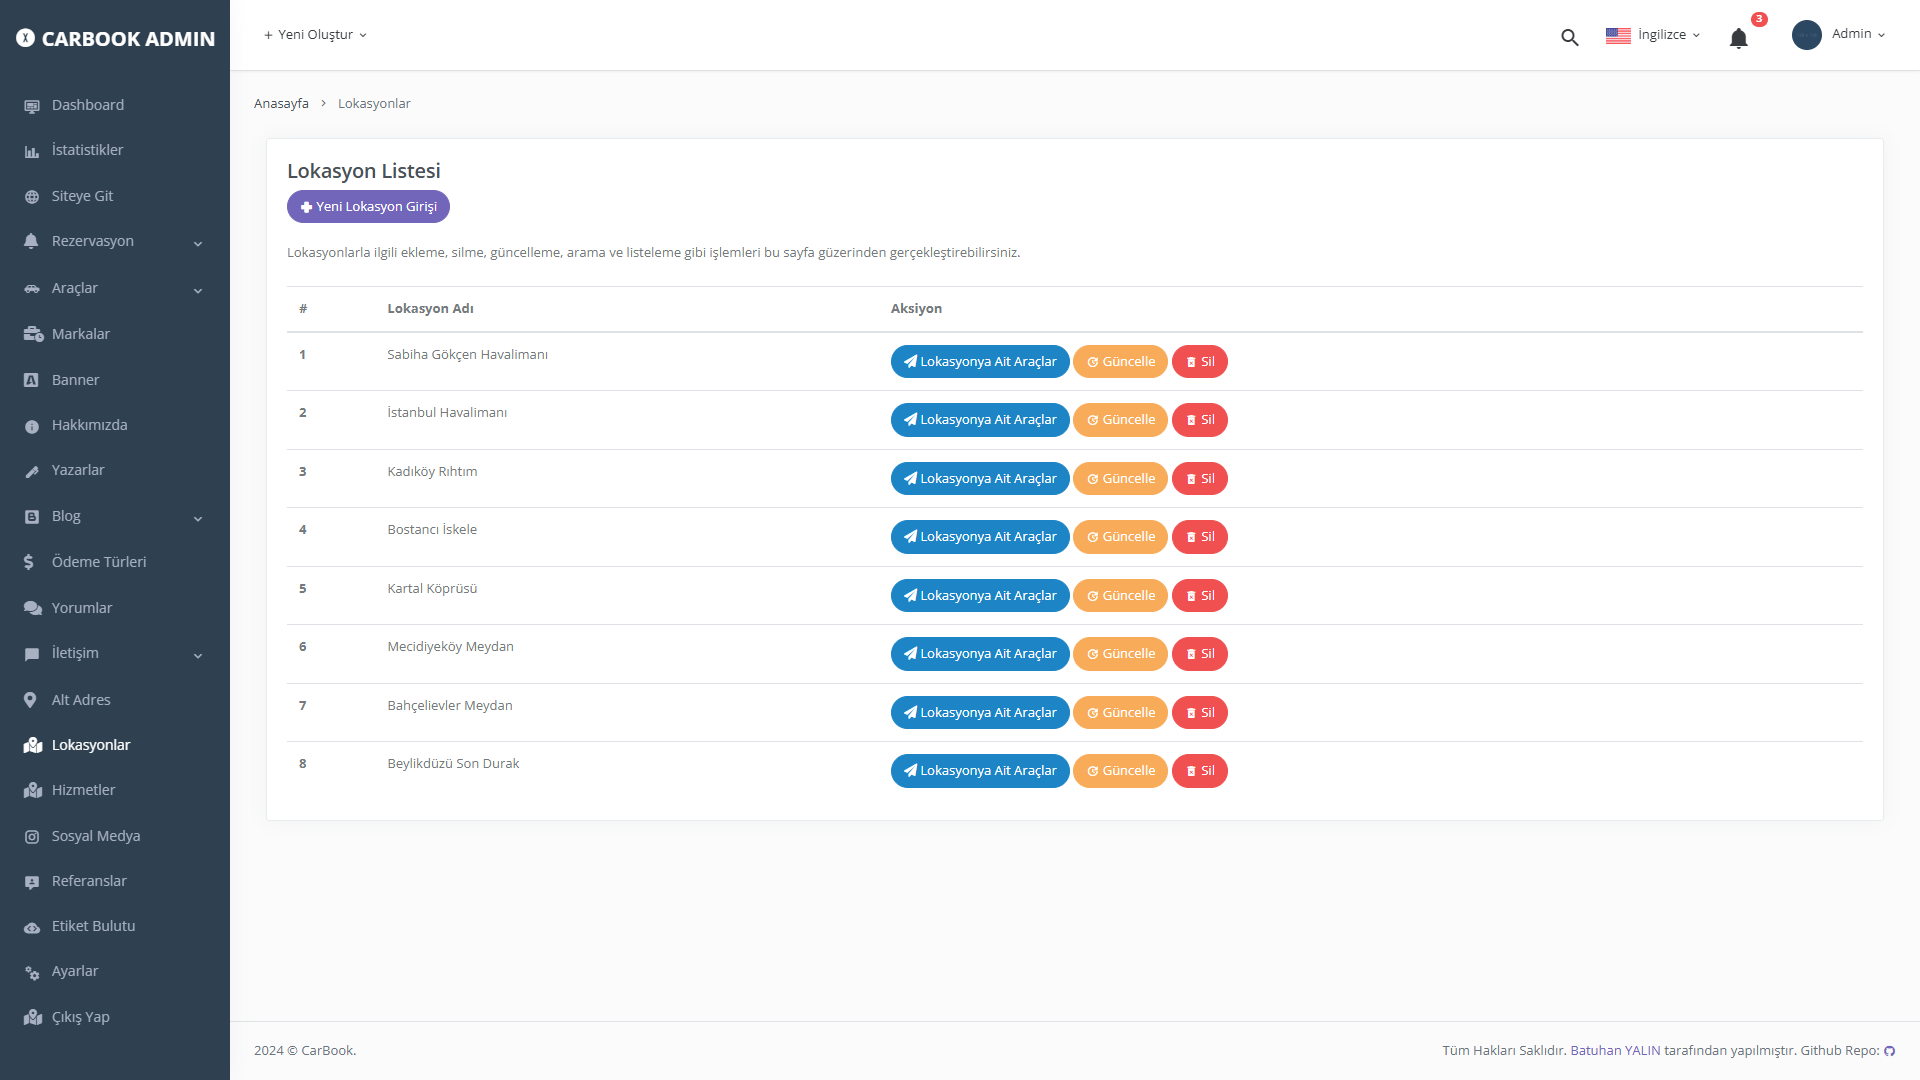 CARBOOK ADMIN
+ Yeni Oluştur
İngilizce
3
Admin
Dashboard
İstatistikler
Siteye Git
Rezervasyon
Araçlar
Markalar
Banner
Hakkımızda
Yazarlar
Blog
Ödeme Türleri
Yorumlar
İletişim
Alt Adres
Lokasyonlar
Hizmetler
Sosyal Medya
Referanslar
Etiket Bulutu
Ayarlar
Çıkış Yap
Anasayfa > Lokasyonlar
Lokasyon Listesi
Yeni Lokasyon Girişi
Lokasyonlarla ilgili ekleme, silme, güncelleme, arama ve listeleme gibi işlemleri bu sayfa güzerinden gerçekleştirebilirsiniz.
# Lokasyon Adı Aksiyon
1 Sabiha Gökçen Havalimanı Lokasyonya Ait Araçlar Güncelle Sil
2 İstanbul Havalimanı Lokasyonya Ait Araçlar Güncelle Sil
3 Kadıköy Rıhtım Lokasyonya Ait Araçlar Güncelle Sil
4 Bostancı İskele Lokasyonya Ait Araçlar Güncelle Sil
5 Kartal Köprüsü Lokasyonya Ait Araçlar Güncelle Sil
6 Mecidiyeköy Meydan Lokasyonya Ait Araçlar Güncelle Sil
7 Bahçelievler Meydan Lokasyonya Ait Araçlar Güncelle Sil
8 Beylikdüzü Son Durak Lokasyonya Ait Araçlar Güncelle Sil
2024 © CarBook.
Tüm Hakları Saklıdır. Batuhan YALIN tarafından yapılmıştır. Github Repo: